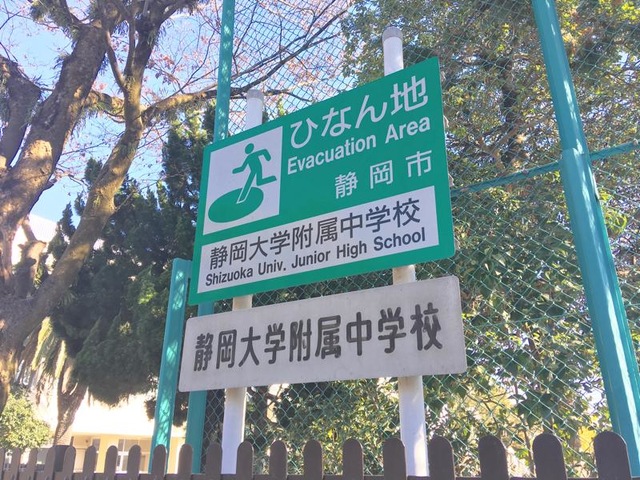 ひなん地
Evacuation Area
静岡市
静岡大学附属中学校
Shizuoka Univ. Junior High School
静岡大学附属中学校